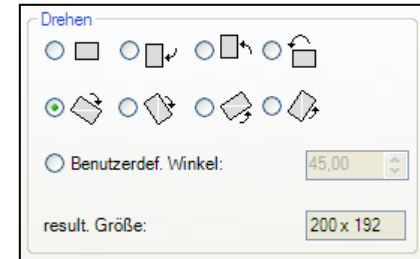 Drehen
Benutzerdef. Winkel: 45,00
result. Größe: 200 x 192